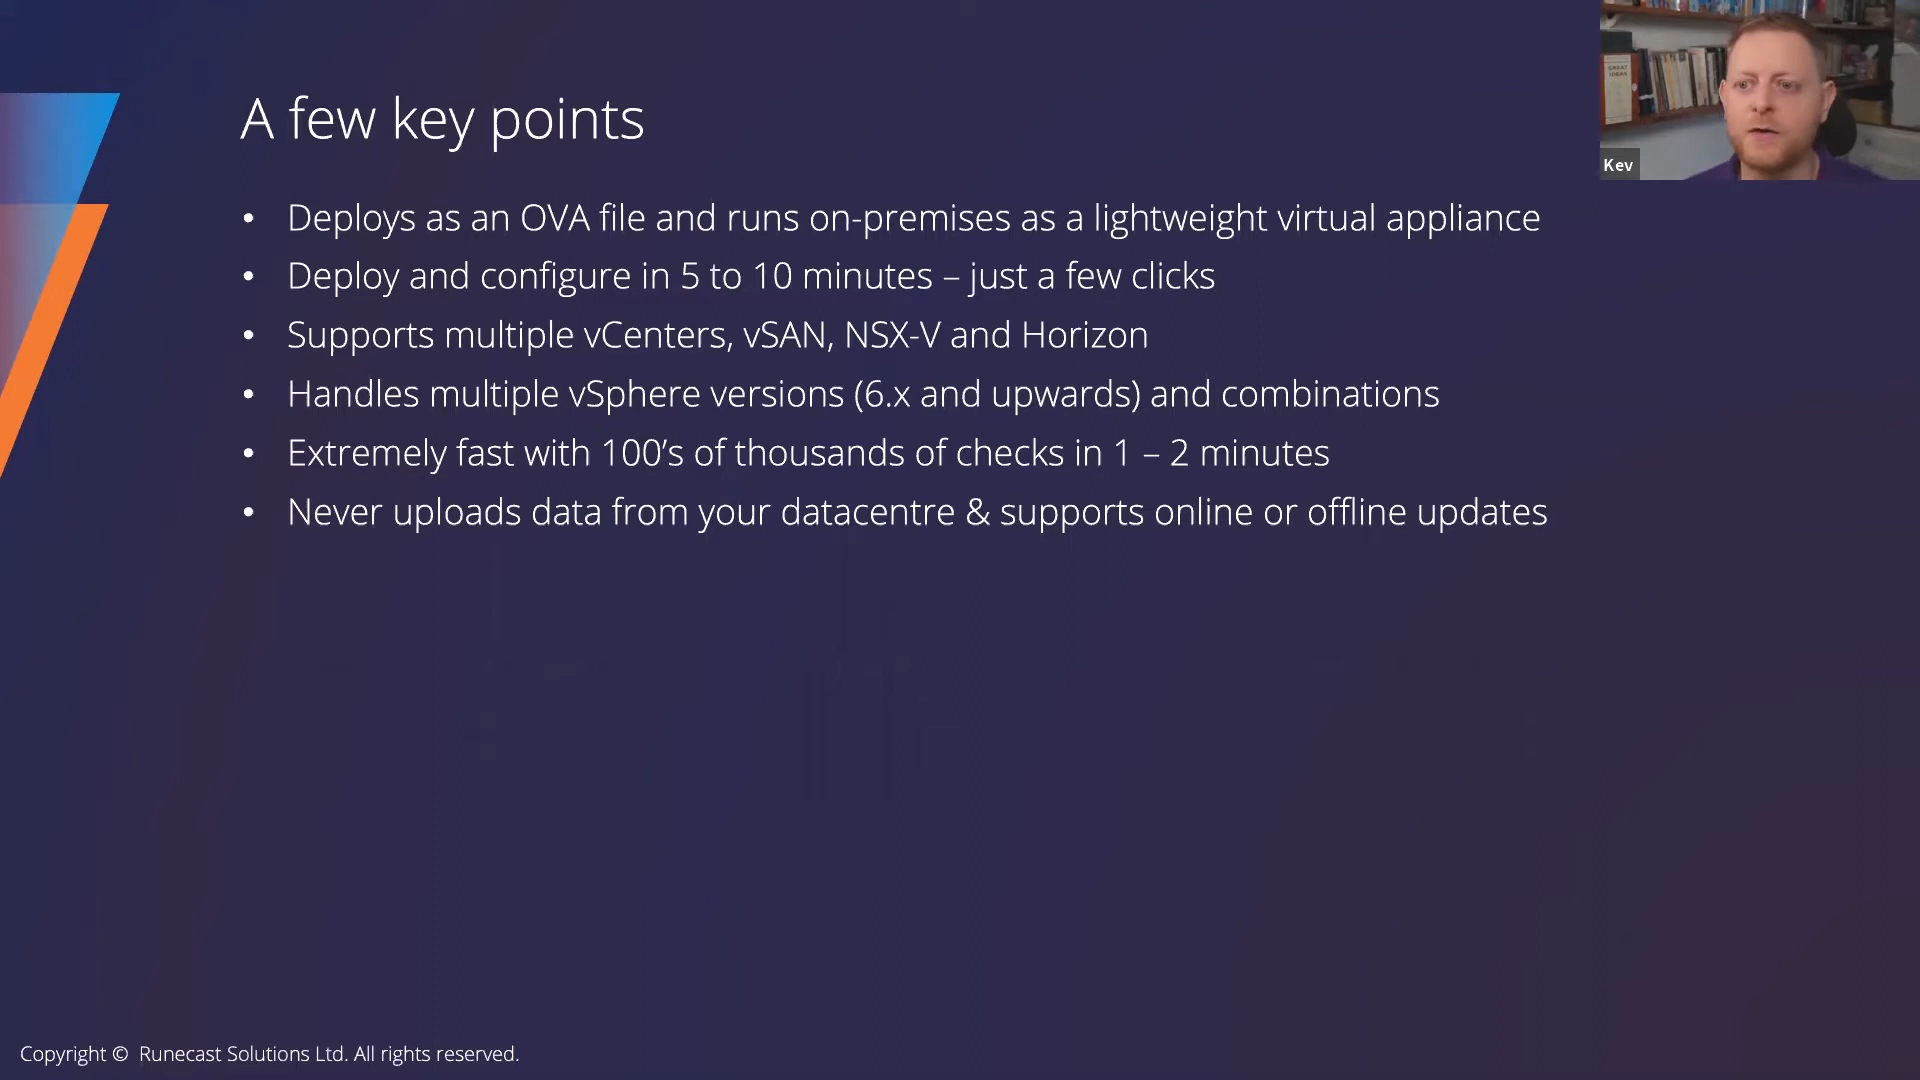 A few key points
• Deploys as an OVA file and runs on-premises as a lightweight virtual appliance
• Deploy and configure in 5 to 10 minutes – just a few clicks
• Supports multiple vCenters, vSAN, NSX-V and Horizon
• Handles multiple vSphere versions (6.x and upwards) and combinations
• Extremely fast with 100’s of thousands of checks in 1 – 2 minutes
• Never uploads data from your datacentre & supports online or offline updates
GREAT
IDEAS
Kev
Copyright © Runecast Solutions Ltd. All rights reserved.